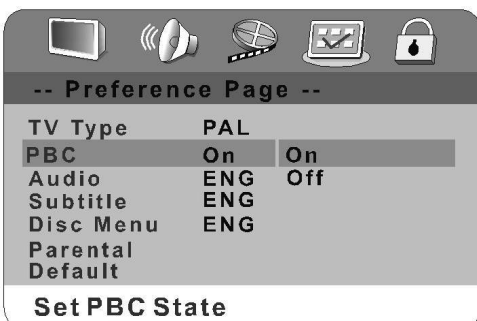 -- Preference Page --
TV Type PAL
PBC On On
Audio ENG Off
Subtitle ENG
Disc Menu ENG
Parental
Default
Set PBC State